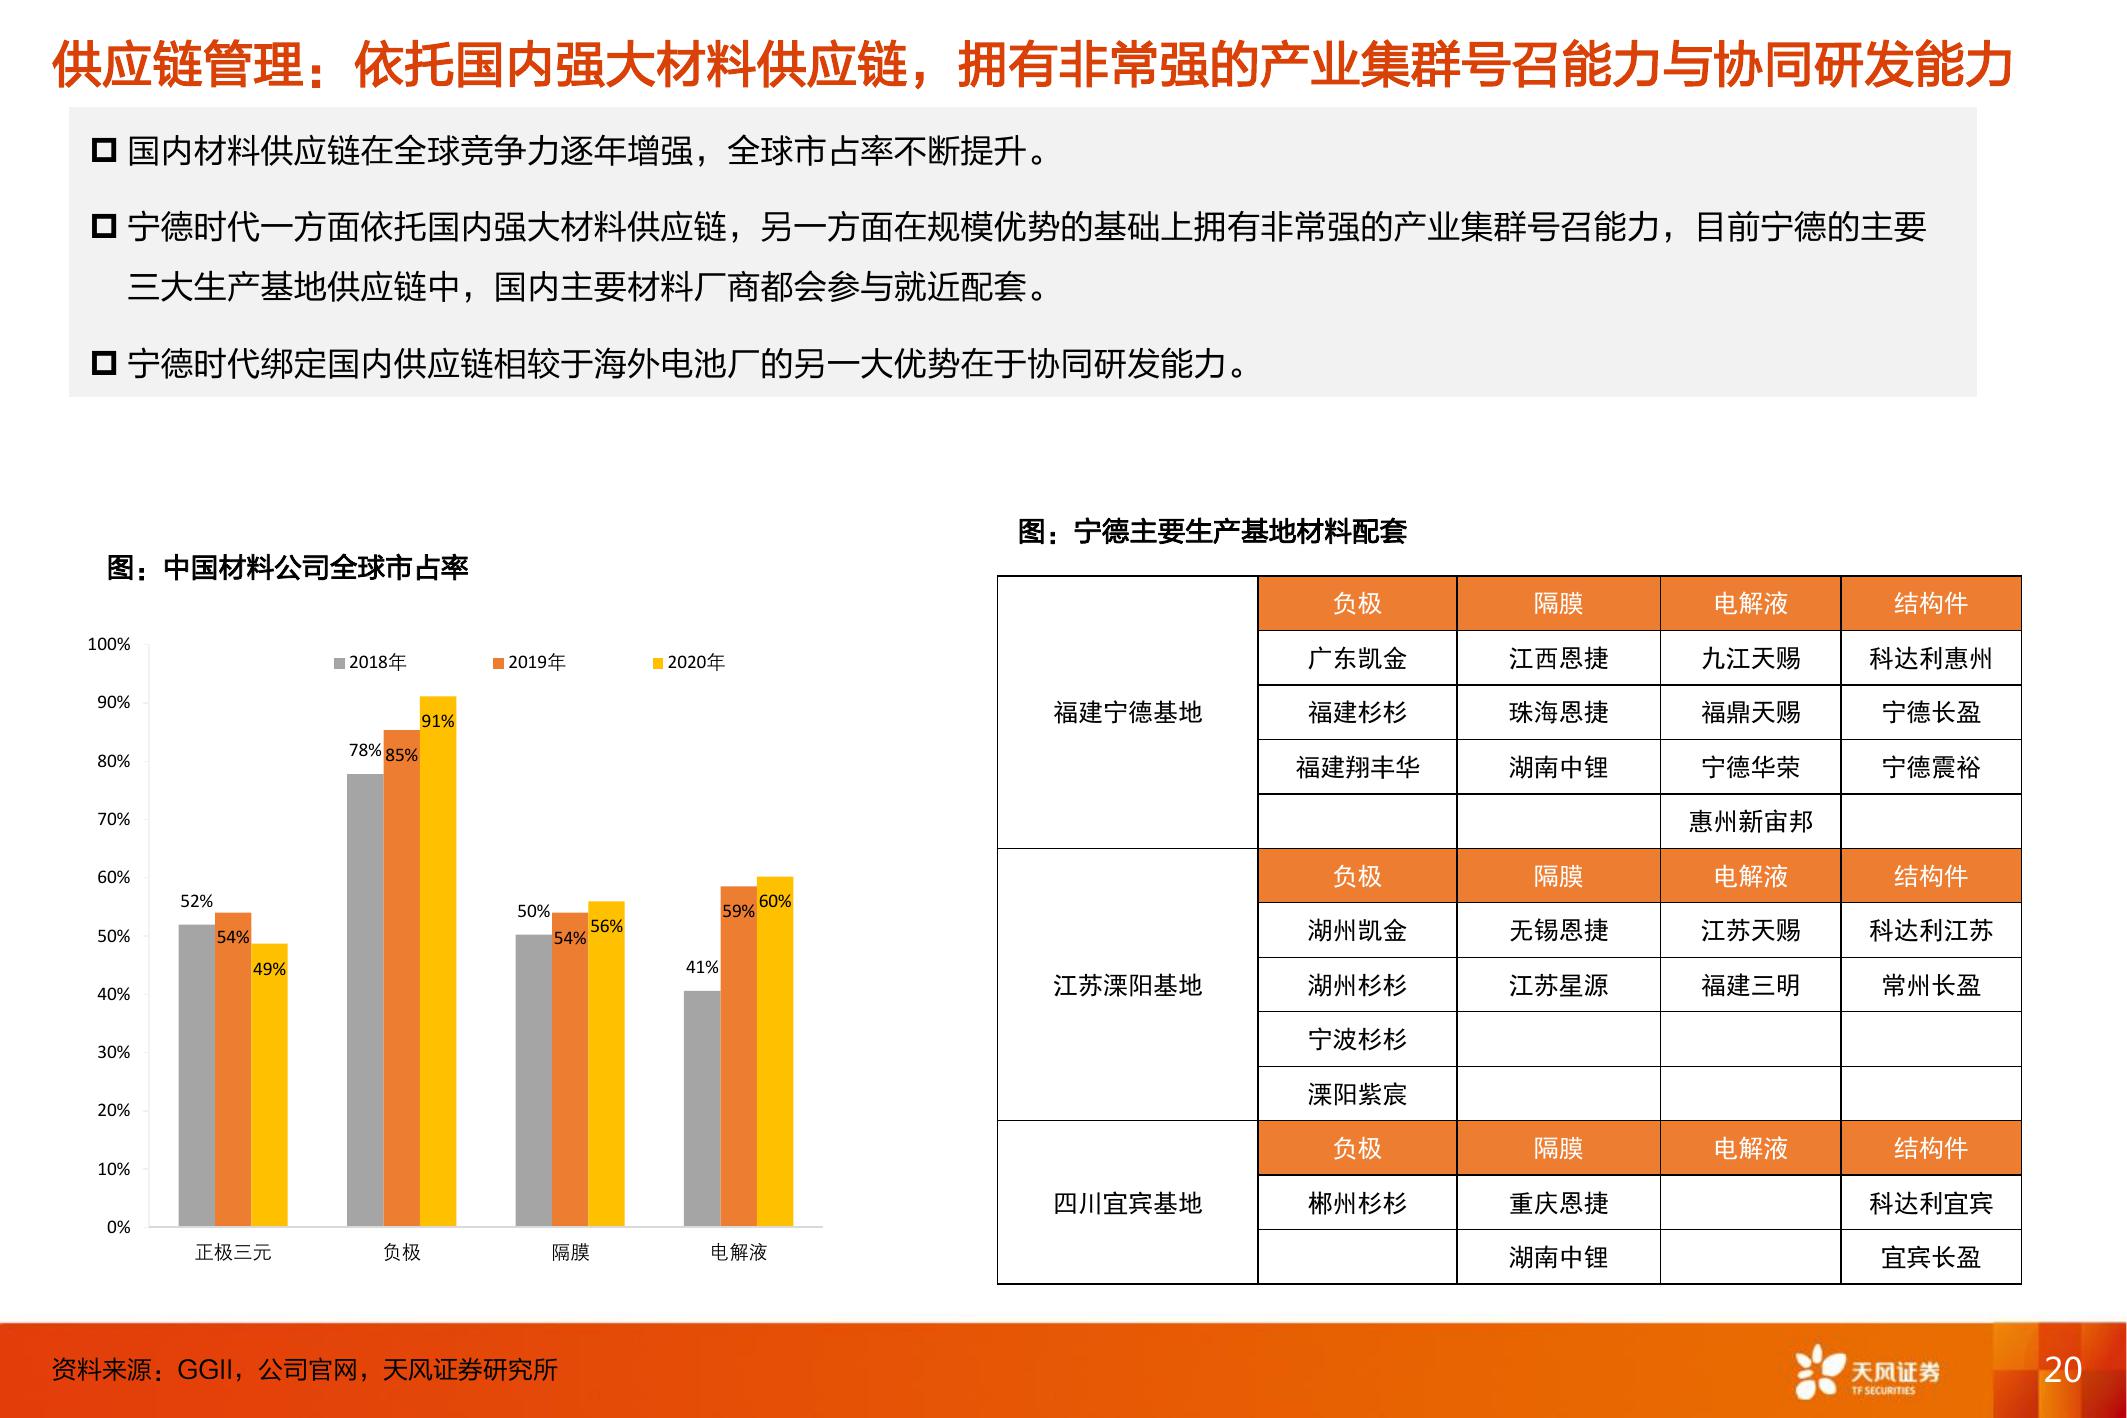 供应链管理：依托国内强大材料供应链，拥有非常强的产业集群号召能力与协同研发能力
国内材料供应链在全球竞争力逐年增强，全球市占率不断提升。
宁德时代一方面依托国内强大材料供应链，另一方面在规模优势的基础上拥有非常强的产业集群号召能力，目前宁德的主要
三大生产基地供应链中，国内主要材料厂商都会参与就近配套。
宁德时代绑定国内供应链相较于海外电池厂的另一大优势在于协同研发能力。
图：中国材料公司全球市占率
2018年 2019年 2020年
100%
90%
80%
70%
60%
50%
40%
30%
20%
10%
0%
52% 54% 49%
78% 85% 91%
50% 54% 56%
41% 59% 60%
正极三元 负极 隔膜 电解液
图：宁德主要生产基地材料配套
福建宁德基地
负极 隔膜 电解液 结构件
广东凯金 江西恩捷 九江天赐 科达利惠州
福建杉杉 珠海恩捷 福鼎天赐 宁德长盈
福建翔丰华 湖南中锂 宁德华荣 宁德震裕
惠州新宙邦
江苏溧阳基地
负极 隔膜 电解液 结构件
湖州凯金 无锡恩捷 江苏天赐 科达利江苏
湖州杉杉 江苏星源 福建三明 常州长盈
宁波杉杉
溧阳紫宸
四川宜宾基地
负极 隔膜 电解液 结构件
郴州杉杉 重庆恩捷 科达利宜宾
湖南中锂 宜宾长盈
资料来源：GGII，公司官网，天风证券研究所
天风证券
TF SECURITIES
20